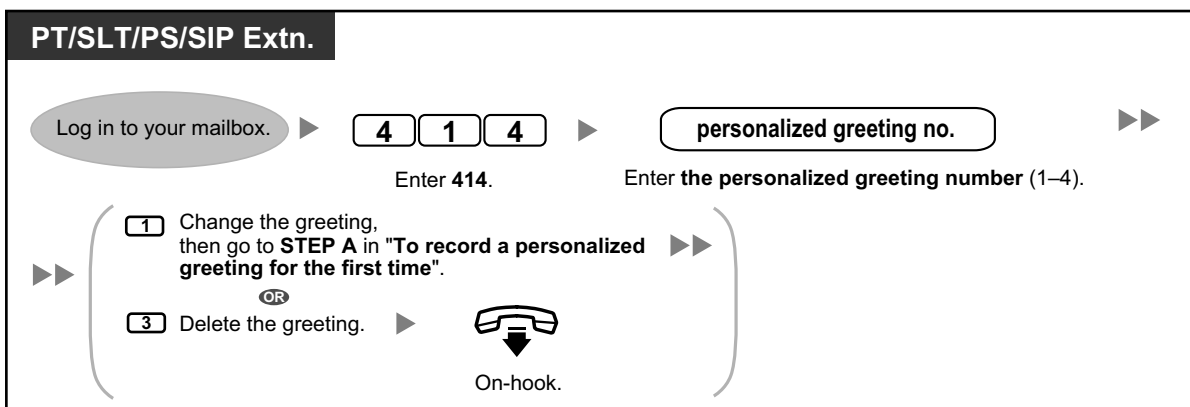 PT/SLT/PS/SIP Extn.
Log in to your mailbox.
4 1 4
personalized greeting no.
Enter 414.
Enter the personalized greeting number (1–4).
1 Change the greeting,
then go to STEP A in "To record a personalized
greeting for the first time".
OR
3 Delete the greeting.
On-hook.